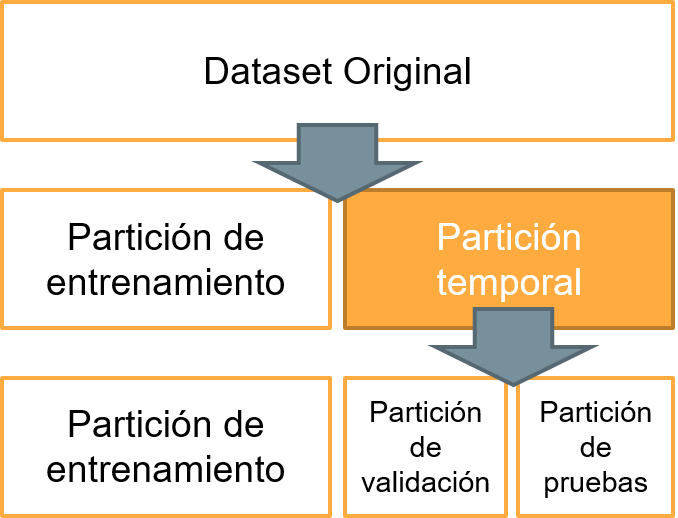 Dataset Original
Partición de
entrenamiento
Partición
temporal
Partición de
entrenamiento
Partición
de
validación
Partición
de
pruebas